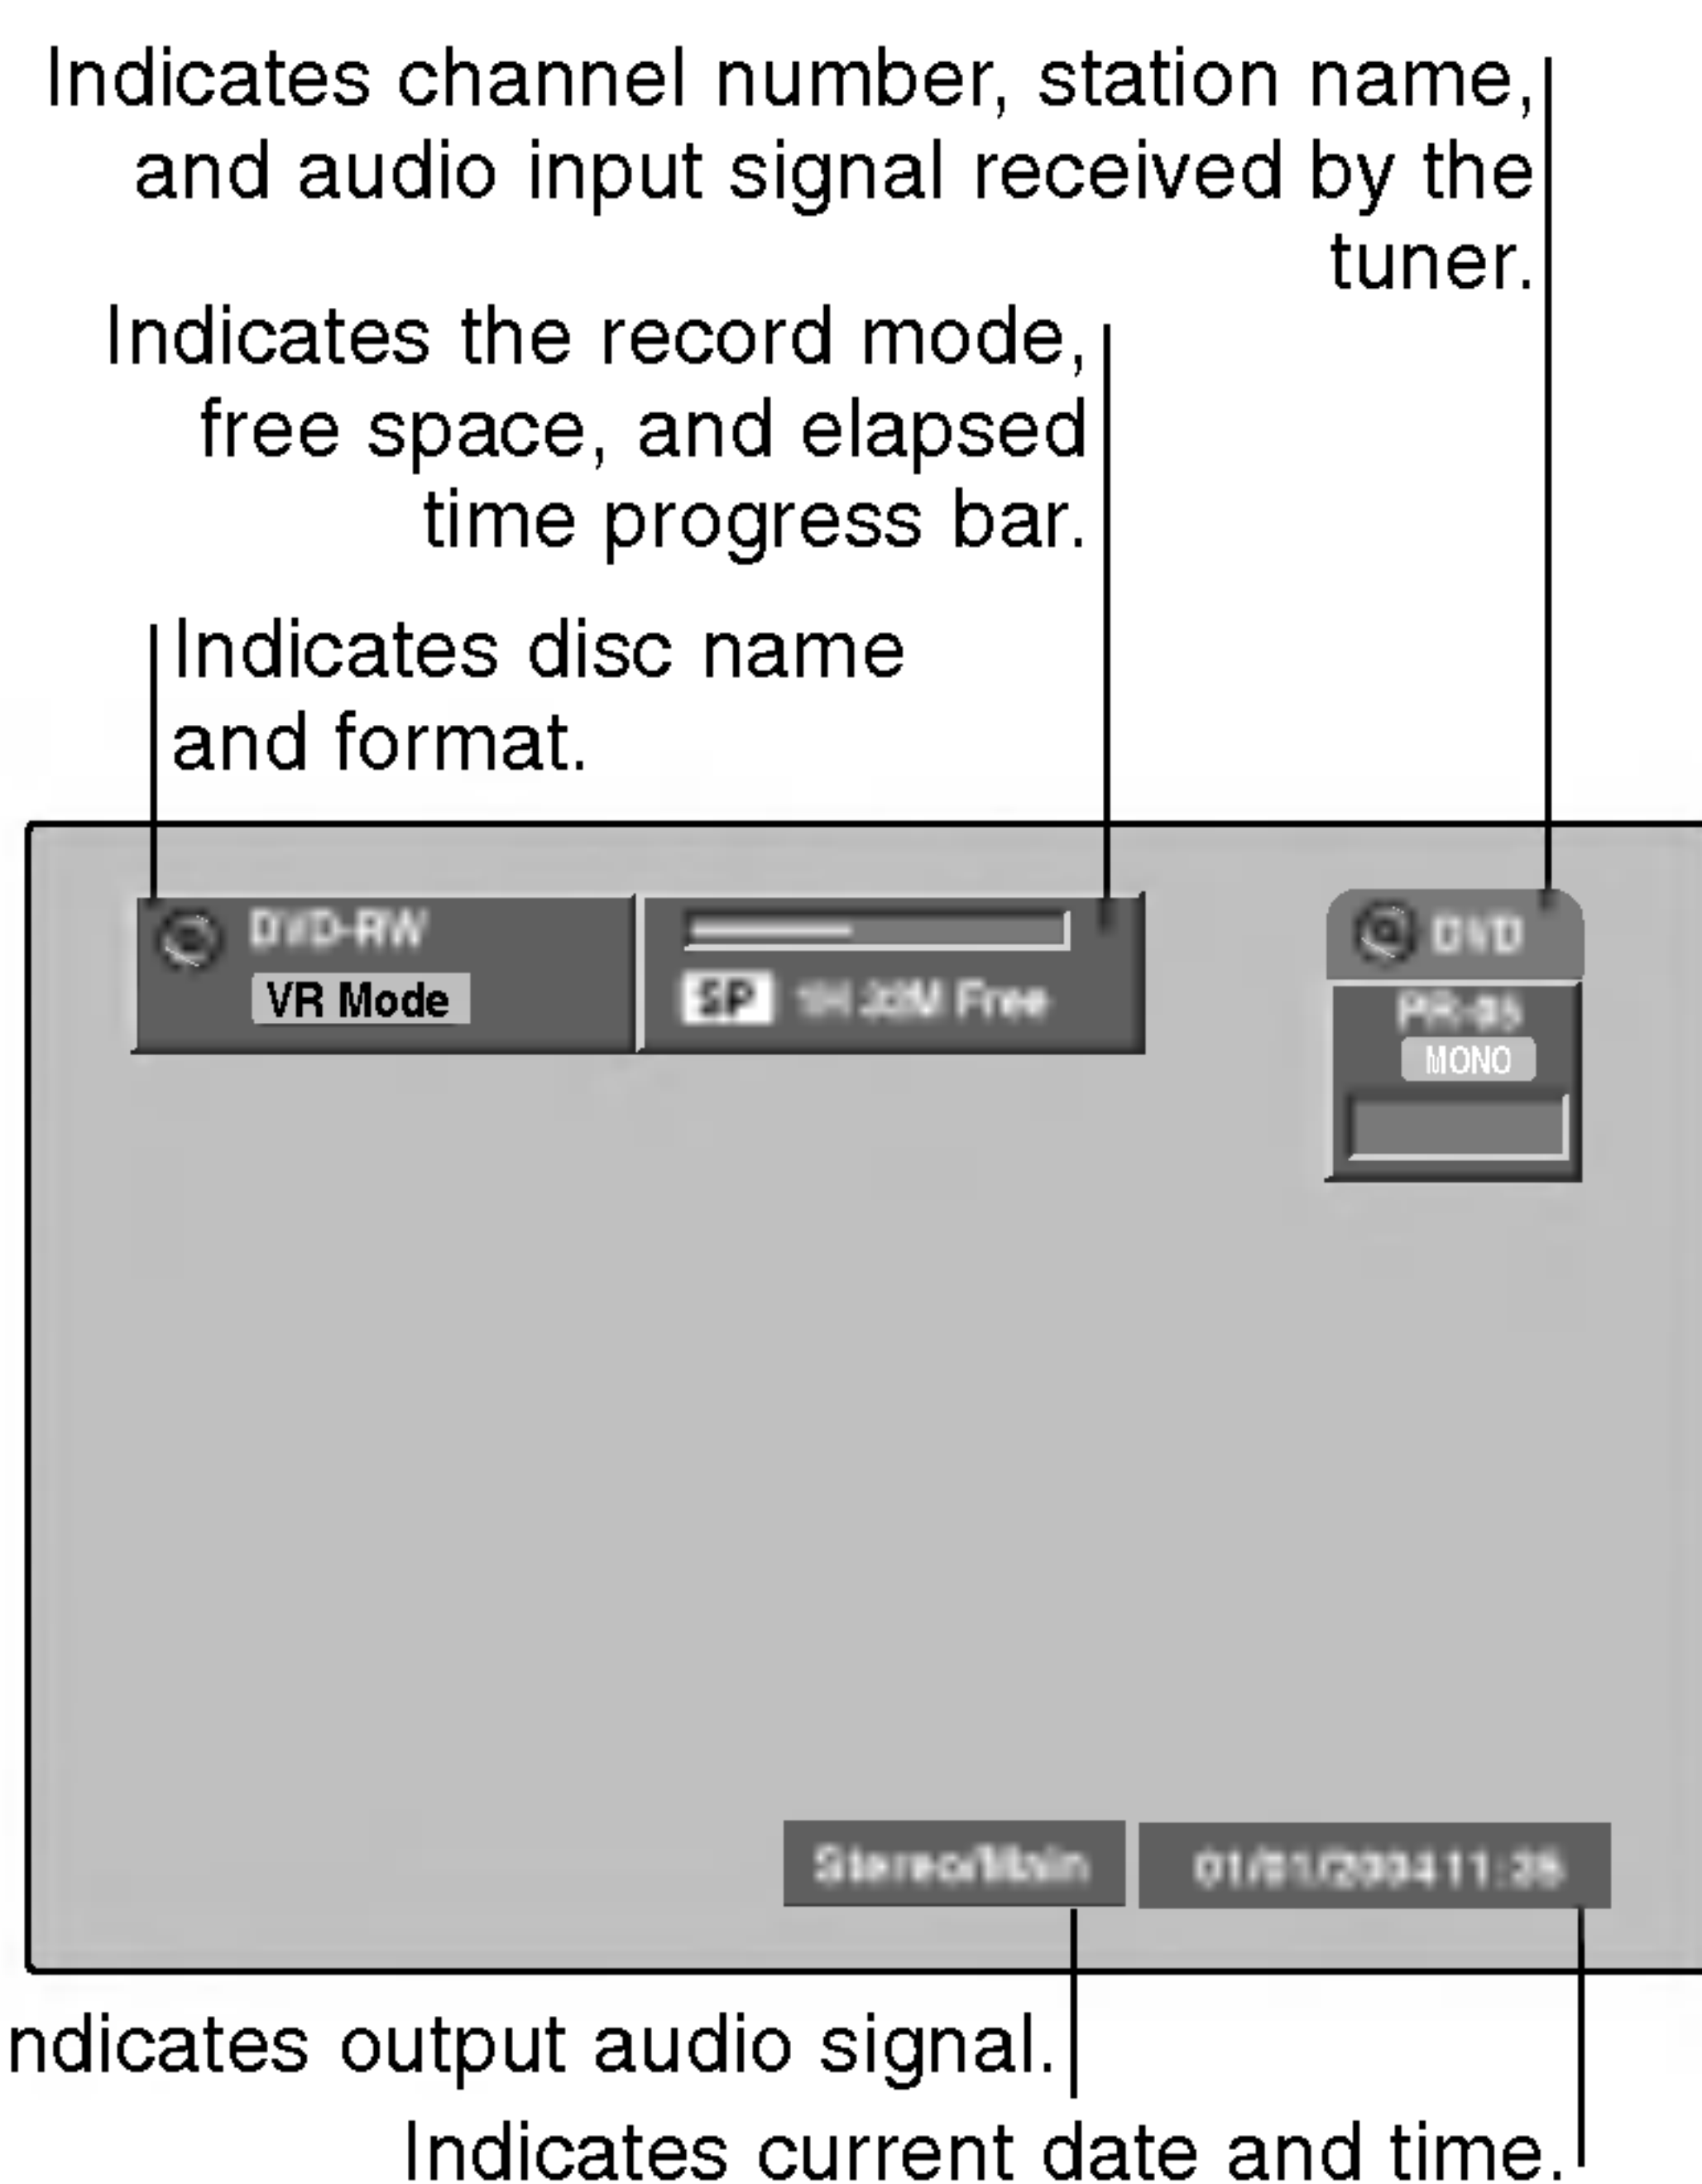 Indicates channel number, station name,
and audio input signal received by the
tuner.
Indicates the record mode,
free space, and elapsed
time progress bar.
Indicates disc name
and format.
DVD-RW
VR Mode
SP Free
DVD
MONO
Stereo/Main
ndicates output audio signal.
Indicates current date and time.